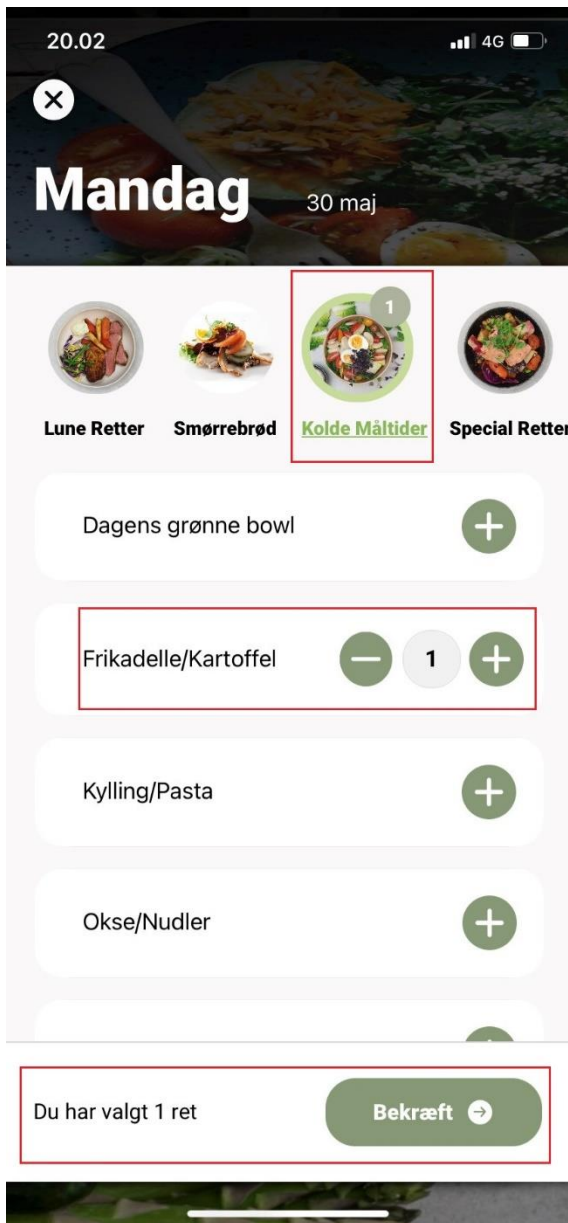 20.02
4G
Mandag
30 maj
1
Lune Retter
Smørrebrød
Kolde Måltider
Special Retter
Dagens grønne bowl
Frikadelle/Kartoffel
1
Kylling/Pasta
Okse/Nudler
Du har valgt 1 ret
Bekræft